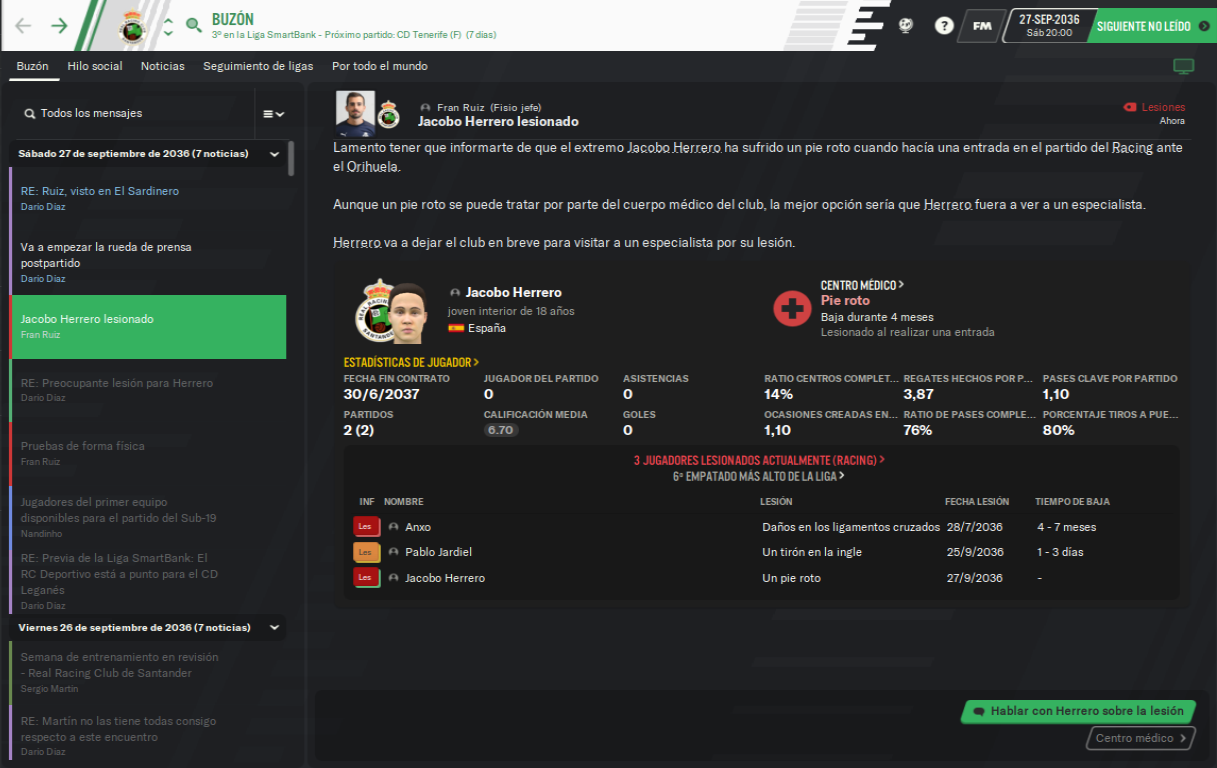 BUZÓN
3º en la Liga SmartBank - Próximo partido: CD Tenerife (F) (7 días)
?
FM
27-SEP-2036
Sáb 20:00
SIGUIENTE NO LEÍDO
Buzón Hilo social Noticias Seguimiento de ligas Por todo el mundo
Todos los mensajes
Sábado 27 de septiembre de 2036 (7 noticias)
RE: Ruiz, visto en El Sardinero
Darío Díaz
Va a empezar la rueda de prensa
postpartido
Darío Díaz
Jacobo Herrero lesionado
Fran Ruiz
RE: Preocupante lesión para Herrero
Darío Díaz
Pruebas de forma física
Fran Ruiz
Jugadores del primer equipo
disponibles para el partido del Sub-19
Nandinho
RE: Previa de la Liga SmartBank: El
RC Deportivo está a punto para el CD
Leganés
Darío Díaz
Viernes 26 de septiembre de 2036 (7 noticias)
Semana de entrenamiento en revisión
- Real Racing Club de Santander
Sergio Martín
RE: Martín no las tiene todas consigo
respecto a este encuentro
Darío Díaz
Fran Ruiz (Fisio jefe)
Jacobo Herrero lesionado
Lesiones
Ahora
Lamento tener que informarte de que el extremo Jacobo Herrero ha sufrido un pie roto cuando hacía una entrada en el partido del Racing ante
el Orihuela.
Aunque un pie roto se puede tratar por parte del cuerpo médico del club, la mejor opción sería que Herrero fuera a ver a un especialista.
Herrero va a dejar el club en breve para visitar a un especialista por su lesión.
Jacobo Herrero
joven interior de 18 años
España
CENTRO MÉDICO >
Pie roto
Baja durante 4 meses
Lesionado al realizar una entrada
ESTADÍSTICAS DE JUGADOR >
FECHA FIN CONTRATO JUGADOR DEL PARTIDO ASISTENCIAS RATIO CENTROS COMPLET... REGATES HECHOS POR P... PASES CLAVE POR PARTIDO
30/6/2037 0 0 14% 3,87 1,10
PARTIDOS CALIFICACIÓN MEDIA GOLES OCASIONES CREADAS EN... RATIO DE PASES COMPLE... PORCENTAJE TIROS A PUE...
2 (2) 6.70 0 1,10 76% 80%
3 JUGADORES LESIONADOS ACTUALMENTE (RACING) >
6º EMPATADO MÁS ALTO DE LA LIGA >
INF NOMBRE LESIÓN FECHA LESIÓN TIEMPO DE BAJA
Les Anxo Daños en los ligamentos cruzados 28/7/2036 4 - 7 meses
Les Pablo Jardiel Un tirón en la ingle 25/9/2036 1 - 3 días
Les Jacobo Herrero Un pie roto 27/9/2036 -
Hablar con Herrero sobre la lesión
Centro médico >